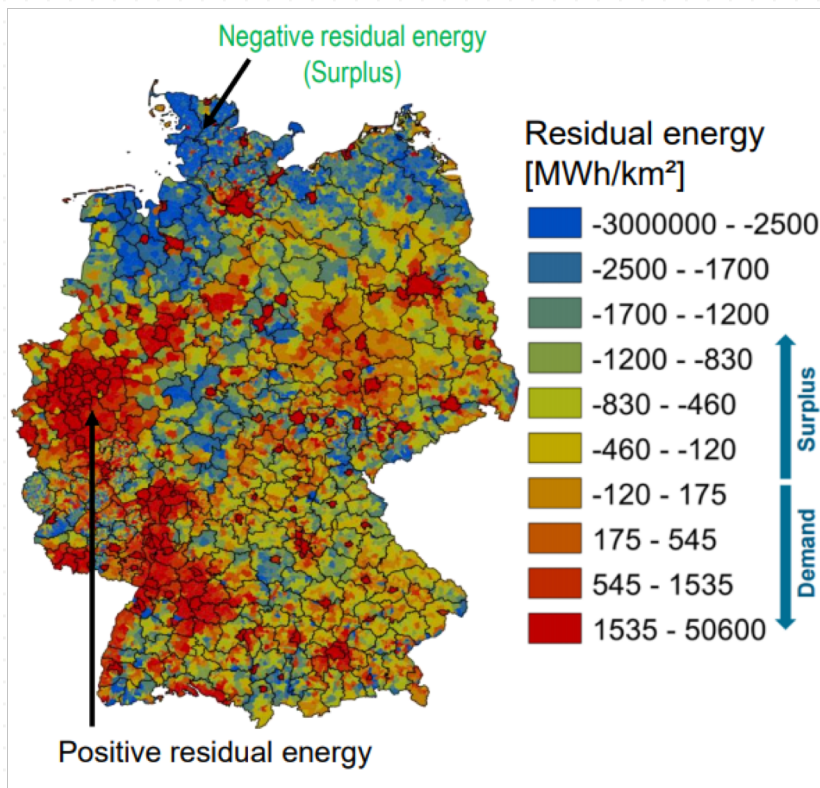 Negative residual energy
(Surplus)
Residual energy
[MWh/km²]
-3000000 - -2500
-2500 - -1700
-1700 - -1200
-1200 - -830
-830 - -460
-460 - -120
-120 - 175
175 - 545
545 - 1535
1535 - 50600
Surplus
Demand
Positive residual energy